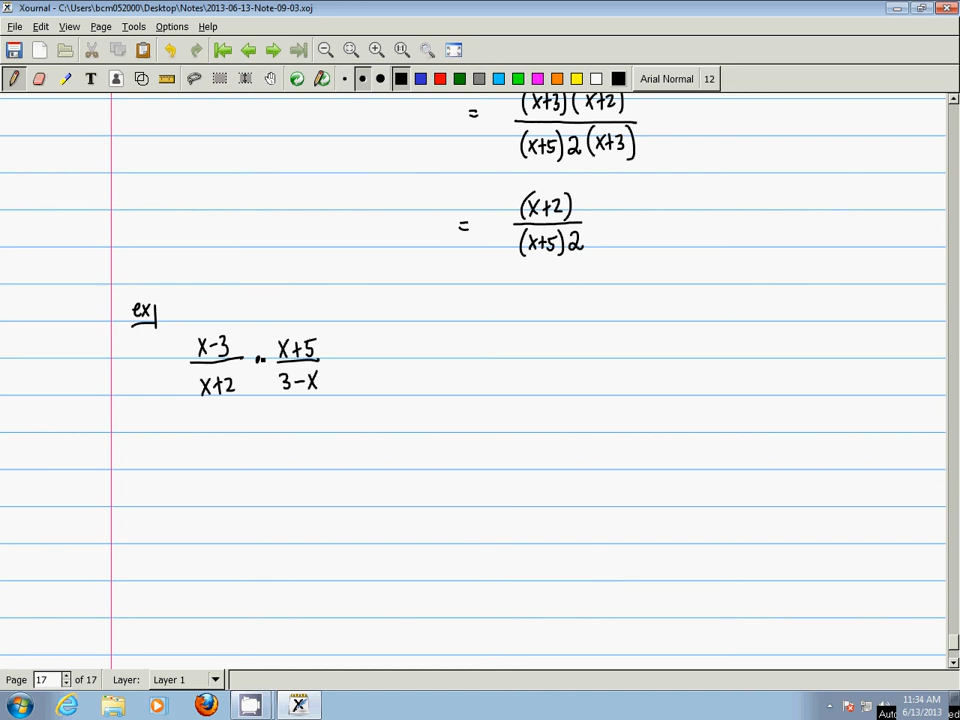 Xournal - C:\Users\bcm052000\Desktop\Notes\2013-06-13-Note-09-03.xoj
File Edit View Page Tools Options Help
T Arial Normal 12
= (x+3)(x+2) / (x+5)2(x+3)
= (x+2) / (x+5)2
ex
x-3 / x+2 · x+5 / 3-x
Page 17 of 17 Layer: Layer 1
11:34 AM
6/13/2013